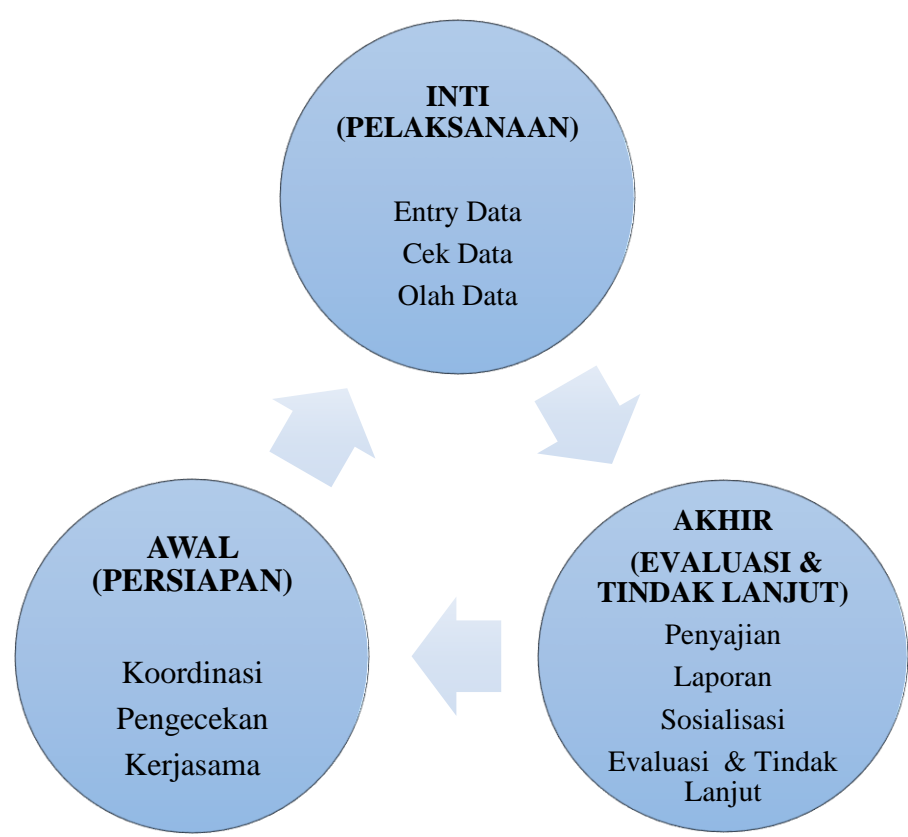 INTI
(PELAKSANAAN)
Entry Data
Cek Data
Olah Data
AWAL
(PERSIAPAN)
Koordinasi
Pengecekan
Kerjasama
AKHIR
(EVALUASI &
TINDAK LANJUT)
Penyajian
Laporan
Sosialisasi
Evaluasi & Tindak
Lanjut